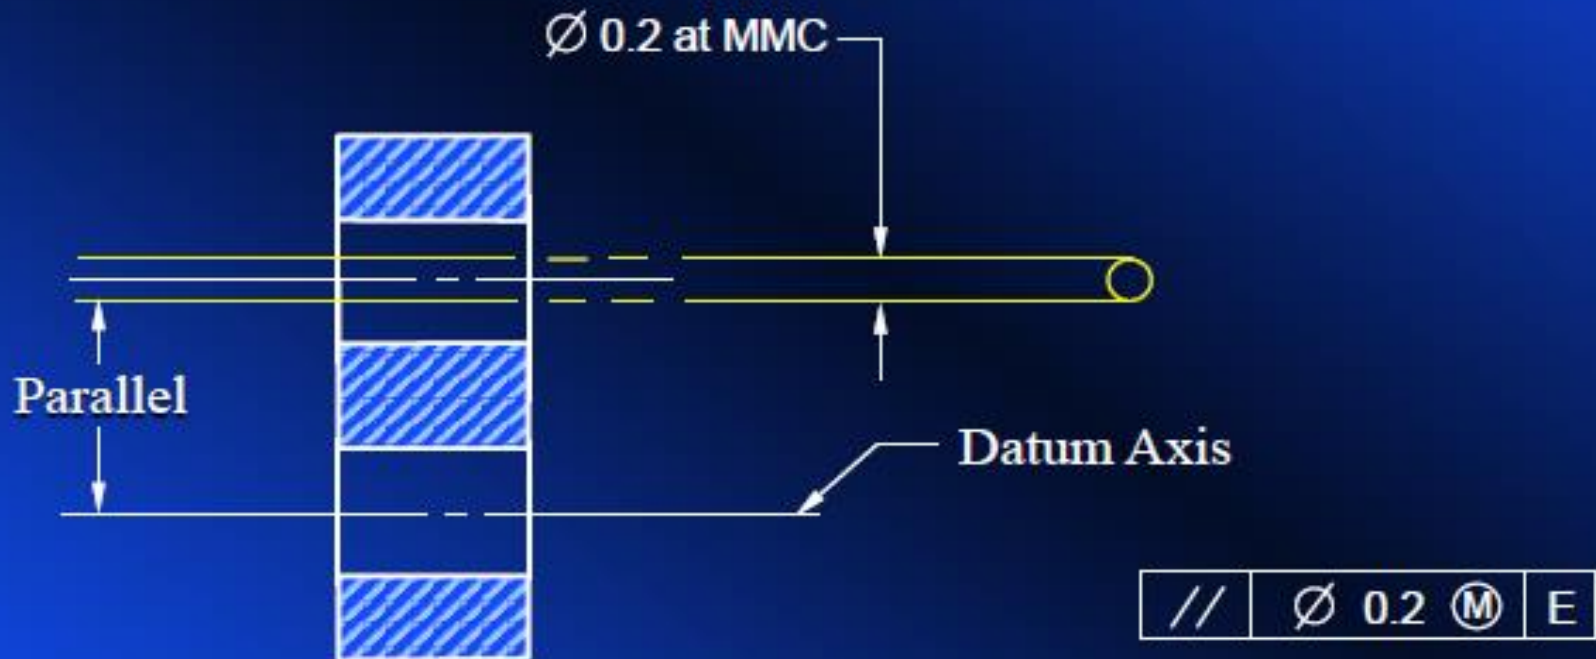 Ø 0.2 at MMC
Parallel
Datum Axis
// Ø 0.2 Ⓜ E